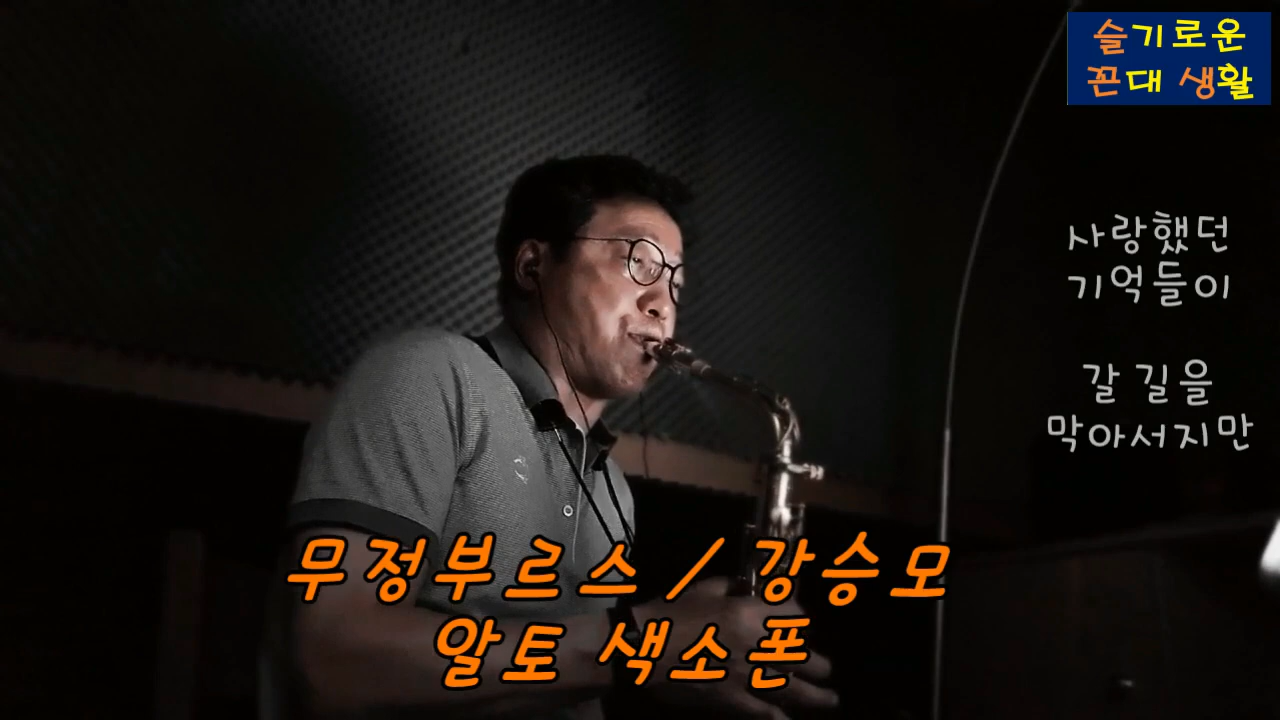 슬기로운
꼰대 생활
사랑했던
기억들이
갈 길을
막아서지만
무정부르스 / 강승모
알토 색소폰